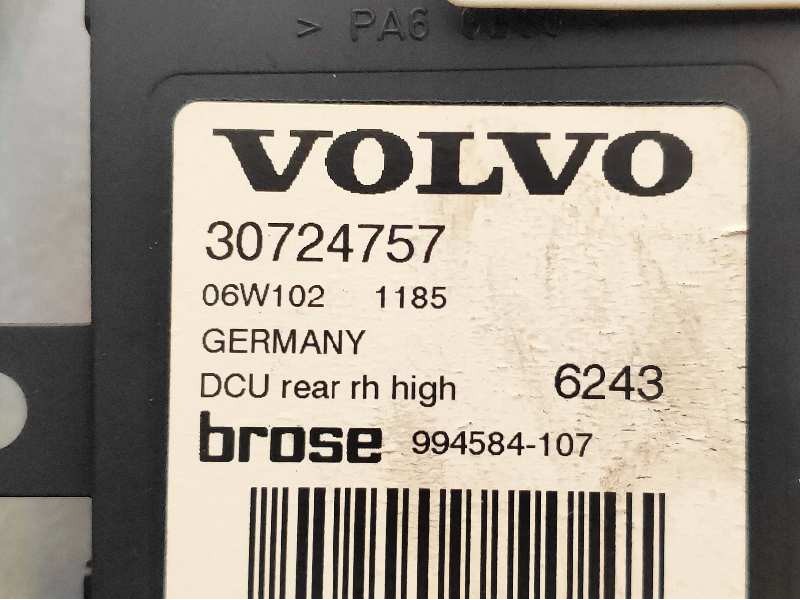 > PA6
VOLVO
30724757
06W102 1185
GERMANY
DCU rear rh high 6243
brose 994584-107